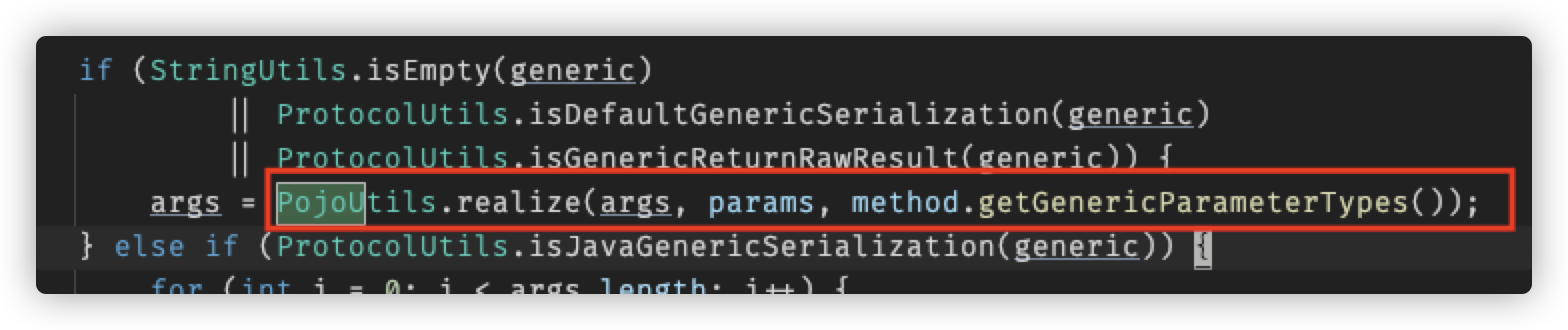 if (StringUtils.isEmpty(generic)
|| ProtocolUtils.isDefaultGenericSerialization(generic)
|| ProtocolUtils.isGenericReturnRawResult(generic)) {
args = PojoUtils.realize(args, params, method.getGenericParameterTypes());
} else if (ProtocolUtils.isJavaGenericSerialization(generic)) {
for (int i = 0; i < args.length; i++) {